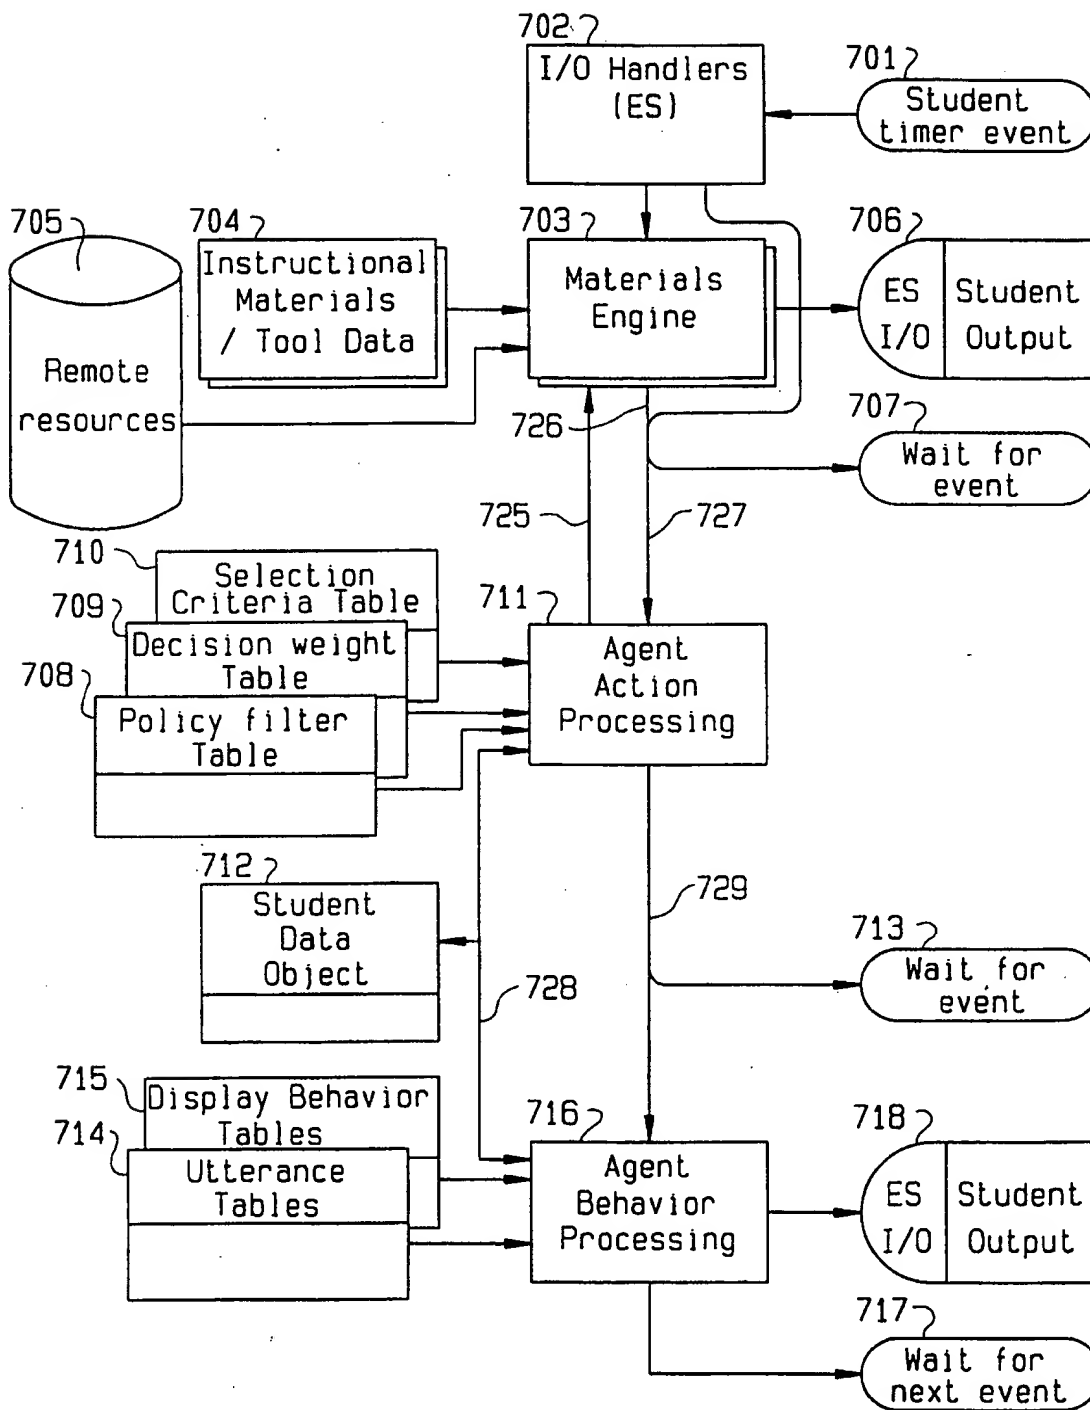 702
I/O Handlers
(ES)
701
Student
timer event
705
Remote
resources
704
Instructional
Materials
/ Tool Data
703
Materials
Engine
706
ES
I/O
Student
Output
726
707
Wait for
event
725
727
710
Selection
Criteria Table
709
Decision weight
Table
708
Policy filter
Table
711
Agent
Action
Processing
712
Student
Data
Object
729
728
713
Wait for
event
715
Display Behavior
Tables
714
Utterance
Tables
716
Agent
Behavior
Processing
718
ES
I/O
Student
Output
717
Wait for
next event